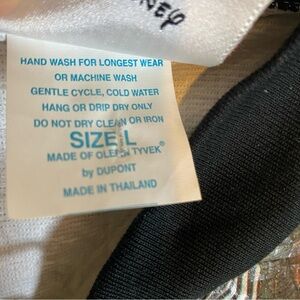 HAND WASH FOR LONGEST WEAR
OR MACHINE WASH
GENTLE CYCLE, COLD WATER
HANG OR DRIP DRY ONLY
DO NOT DRY CLEAN OR IRON
SIZE L
MADE OF OLEFIN TYVEK®
by DUPONT
MADE IN THAILAND